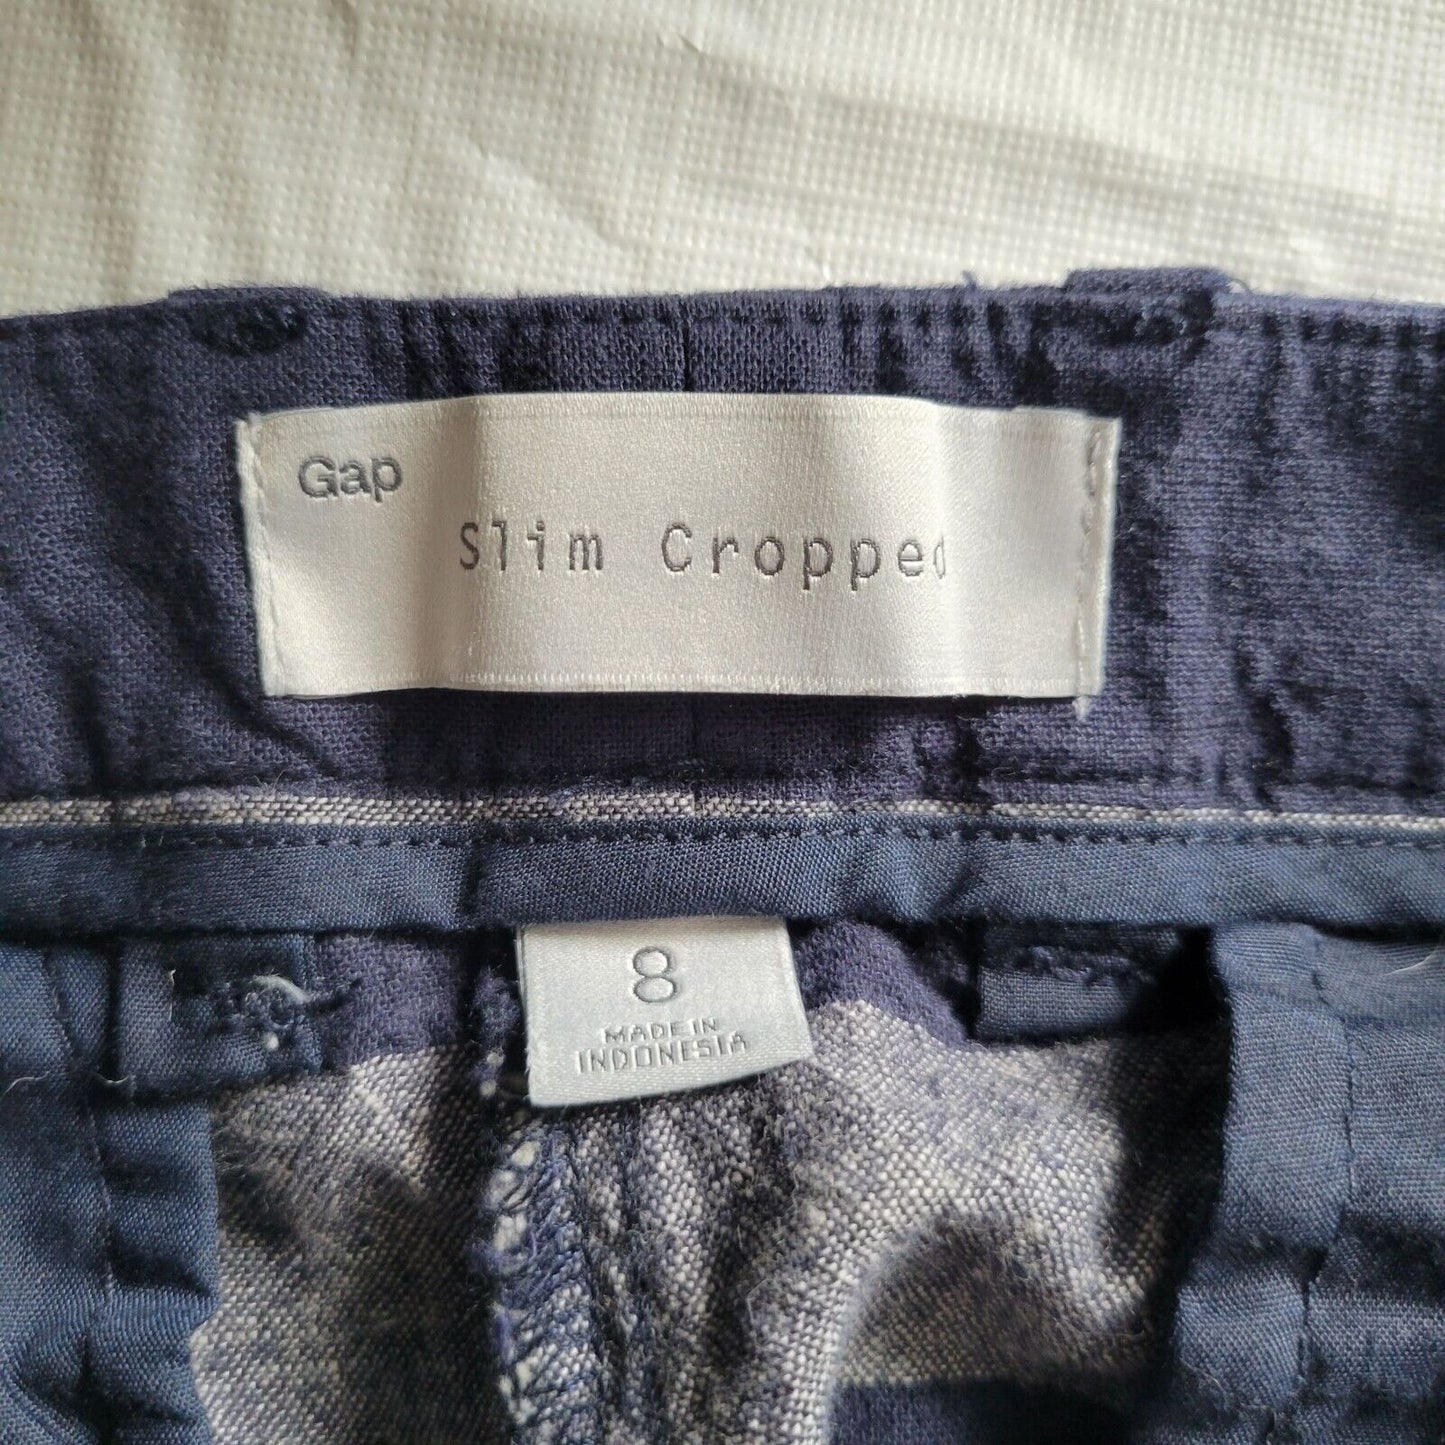 Gap
Slim Cropped
8
MADE IN
INDONESIA